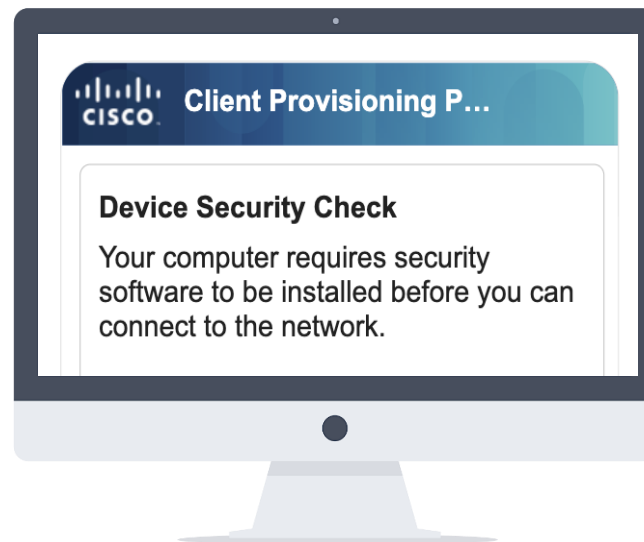 CISCO.
Client Provisioning P...
Device Security Check
Your computer requires security
software to be installed before you can
connect to the network.